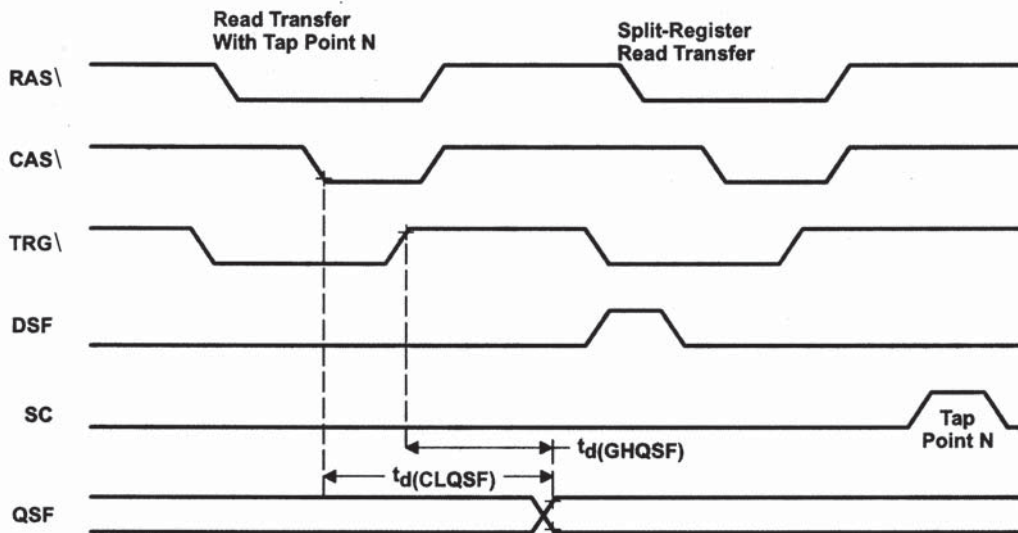 Read Transfer
With Tap Point N
Split-Register
Read Transfer
RAS\
CAS\
TRG\
DSF
SC
Tap
Point N
td(GHQSF)
td(CLQSF)
QSF